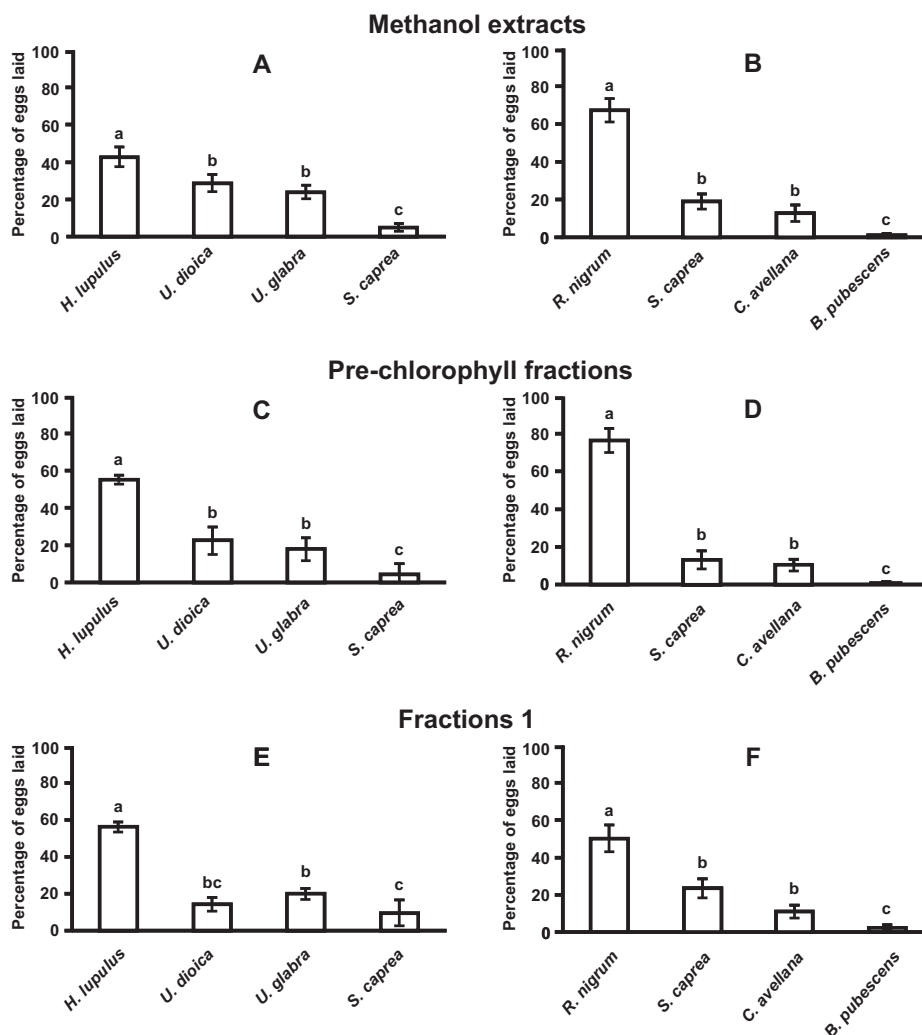 Methanol extracts
A
Percentage of eggs laid
100
80
60
40
20
0
a
b
b
c
H. lupulus
U. dioica
U. glabra
S. caprea
B
Percentage of eggs laid
100
80
60
40
20
0
a
b
b
c
R. nigrum
S. caprea
C. avellana
B. pubescens
Pre-chlorophyll fractions
C
Percentage of eggs laid
100
80
60
40
20
0
a
b
b
c
H. lupulus
U. dioica
U. glabra
S. caprea
D
Percentage of eggs laid
100
80
60
40
20
0
a
b
b
c
R. nigrum
S. caprea
C. avellana
B. pubescens
Fractions 1
E
Percentage of eggs laid
100
80
60
40
20
0
a
bc
b
c
H. lupulus
U. dioica
U. glabra
S. caprea
F
Percentage of eggs laid
100
80
60
40
20
0
a
b
b
c
R. nigrum
S. caprea
C. avellana
B. pubescens